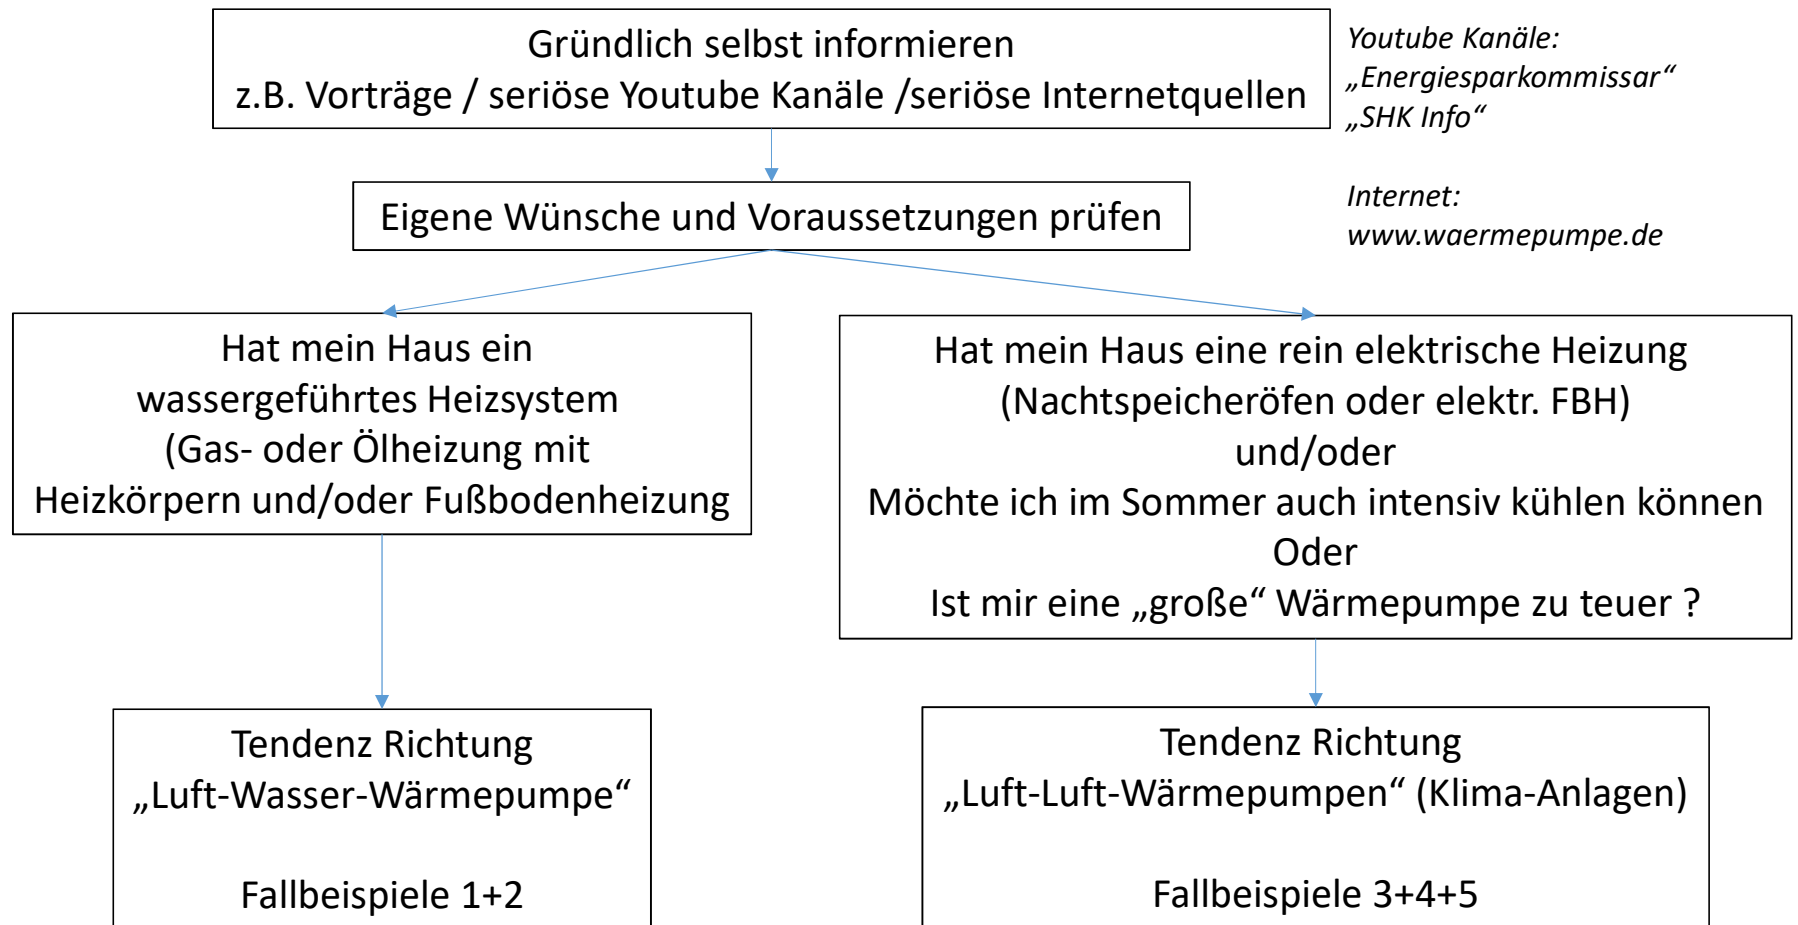 Gründlich selbst informieren
z.B. Vorträge / seriöse Youtube Kanäle /seriöse Internetquellen
Youtube Kanäle:
„Energiesparkommissar“
„SHK Info“
Internet:
www.waermepumpe.de
Eigene Wünsche und Voraussetzungen prüfen
Hat mein Haus ein
wassergeführtes Heizsystem
(Gas- oder Ölheizung mit
Heizkörpern und/oder Fußbodenheizung
Hat mein Haus eine rein elektrische Heizung
(Nachtspeicheröfen oder elektr. FBH)
und/oder
Möchte ich im Sommer auch intensiv kühlen können
Oder
Ist mir eine „große“ Wärmepumpe zu teuer ?
Tendenz Richtung
„Luft-Wasser-Wärmepumpe“
Fallbeispiele 1+2
Tendenz Richtung
„Luft-Luft-Wärmepumpen“ (Klima-Anlagen)
Fallbeispiele 3+4+5